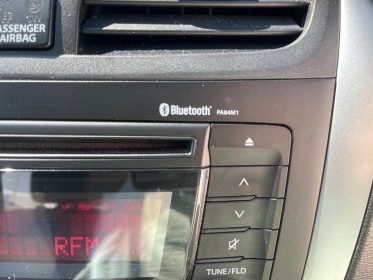 PASSENGER
AIRBAG
Bluetooth® PA84M1
RFM
TUNE/FLD